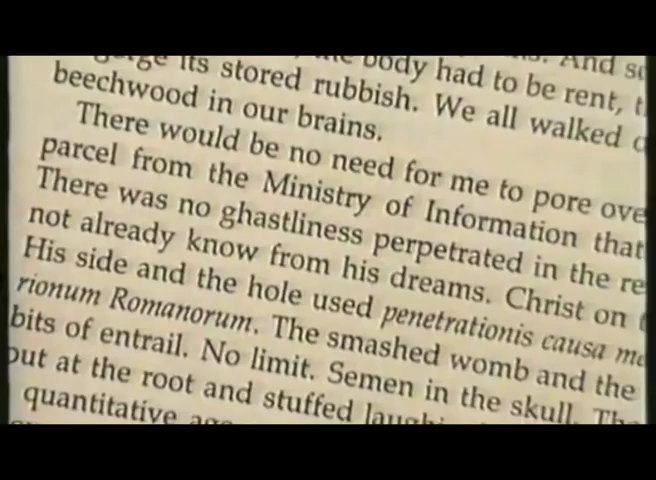 its stored rubbish. We all walked
body had to be rent,
And
beechwood in our brains.
There would be no need for me to pore
parcel from the Ministry of Information that
There was no ghastliness perpetrated in the
not already know from his dreams. Christ on
His side and the hole used penetrationis causa
rionum Romanorum. The smashed womb and the
bits of entrail. No limit. Semen in the skull.
out at the root and stuffed
quantitative